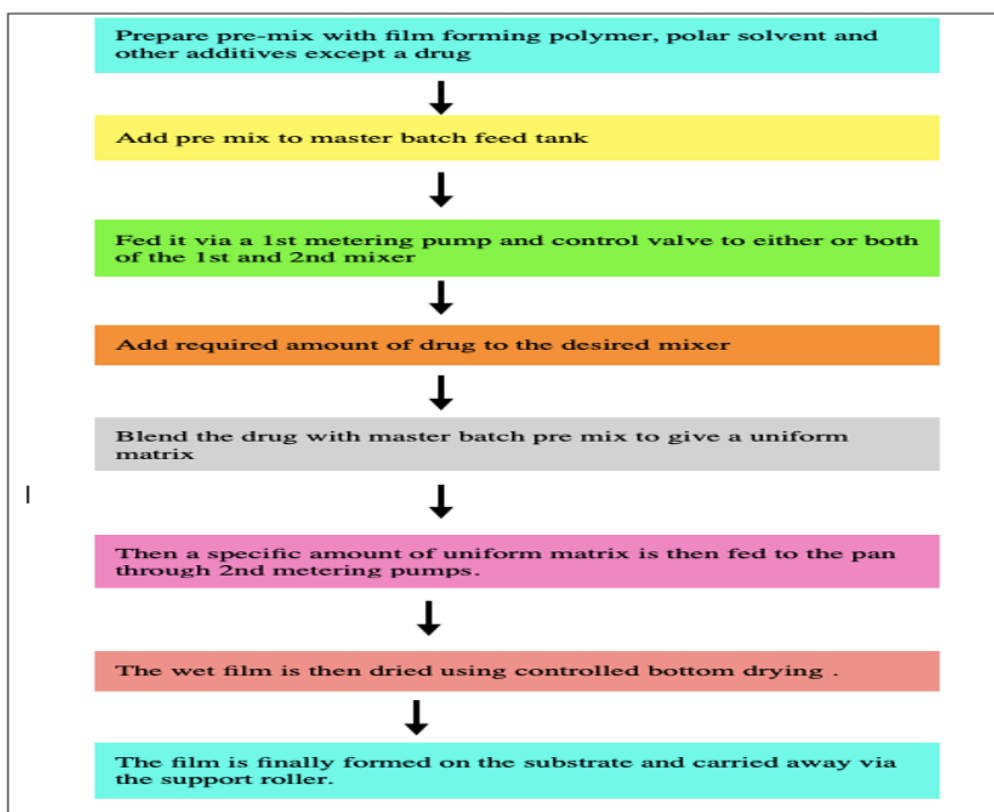 Prepare pre-mix with film forming polymer, polar solvent and
other additives except a drug
Add pre mix to master batch feed tank
Fed it via a 1st metering pump and control valve to either or both
of the 1st and 2nd mixer
Add required amount of drug to the desired mixer
Blend the drug with master batch pre mix to give a uniform
matrix
Then a specific amount of uniform matrix is then fed to the pan
through 2nd metering pumps.
The wet film is then dried using controlled bottom drying .
The film is finally formed on the substrate and carried away via
the support roller.